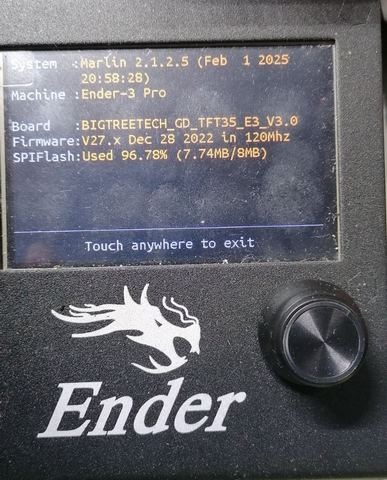 System :Marlin 2.1.2.5 (Feb 1 2025
20:58:28)
Machine :Ender-3 Pro
Board :BIGTREETECH_GD_TFT35_E3_V3.0
Firmware:V27.x Dec 28 2022 in 120Mhz
SPIFlash:Used 96.78% (7.74MB/8MB)
Touch anywhere to exit
Ender